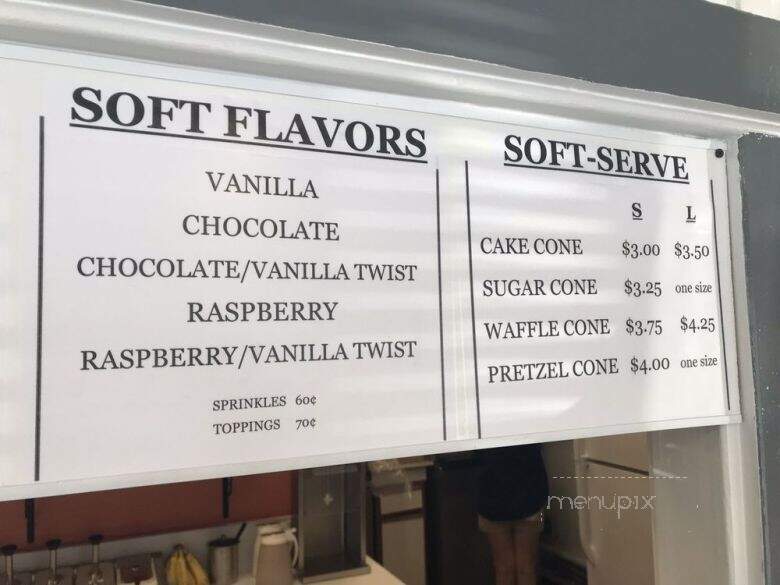 SOFT FLAVORS
VANILLA
CHOCOLATE
CHOCOLATE/VANILLA TWIST
RASPBERRY
RASPBERRY/VANILLA TWIST
SPRINKLES 60¢
TOPPINGS 70¢
SOFT-SERVE
S L
CAKE CONE $3.00 $3.50
SUGAR CONE $3.25 one size
WAFFLE CONE $3.75 $4.25
PRETZEL CONE $4.00 one size
menupix